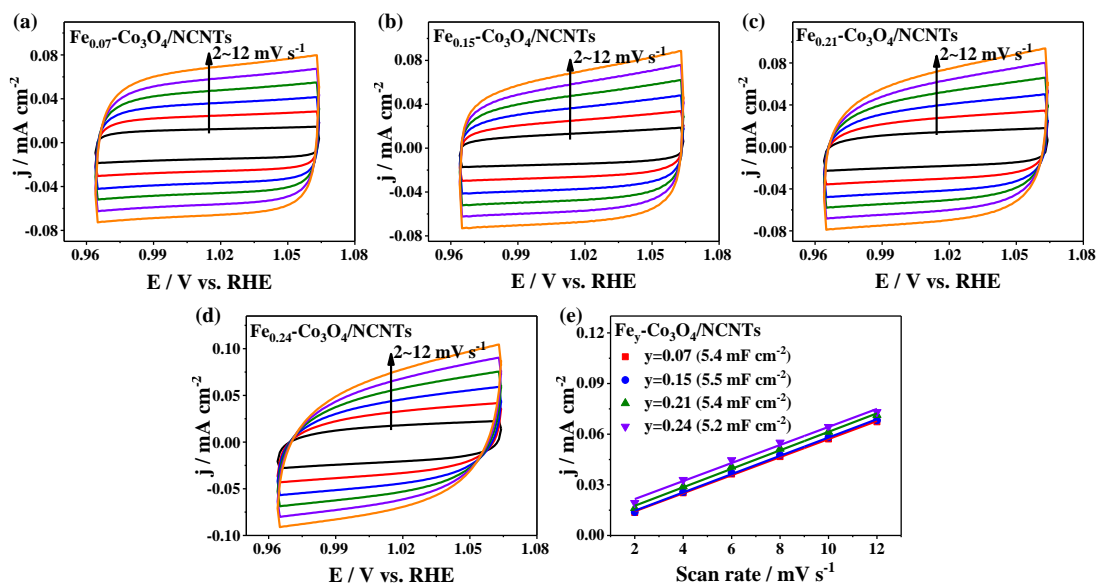 (a)
Fe0.07-Co3O4/NCNTs
2~12 mV s-1
0.08
0.04
0.00
-0.04
-0.08
j / mA cm-2
0.96 0.99 1.02 1.05 1.08
E / V vs. RHE
(b)
Fe0.15-Co3O4/NCNTs
2~12 mV s-1
0.08
0.04
0.00
-0.04
-0.08
j / mA cm-2
0.96 0.99 1.02 1.05 1.08
E / V vs. RHE
(c)
Fe0.21-Co3O4/NCNTs
2~12 mV s-1
0.08
0.04
0.00
-0.04
-0.08
j / mA cm-2
0.96 0.99 1.02 1.05 1.08
E / V vs. RHE
(d)
Fe0.24-Co3O4/NCNTs
2~12 mV s-1
0.10
0.05
0.00
-0.05
-0.10
j / mA cm-2
0.96 0.99 1.02 1.05 1.08
E / V vs. RHE
(e)
Fey-Co3O4/NCNTs
y=0.07 (5.4 mF cm-2)
y=0.15 (5.5 mF cm-2)
y=0.21 (5.4 mF cm-2)
y=0.24 (5.2 mF cm-2)
0.12
0.09
0.06
0.03
0.00
j / mA cm-2
2 4 6 8 10 12
Scan rate / mV s-1